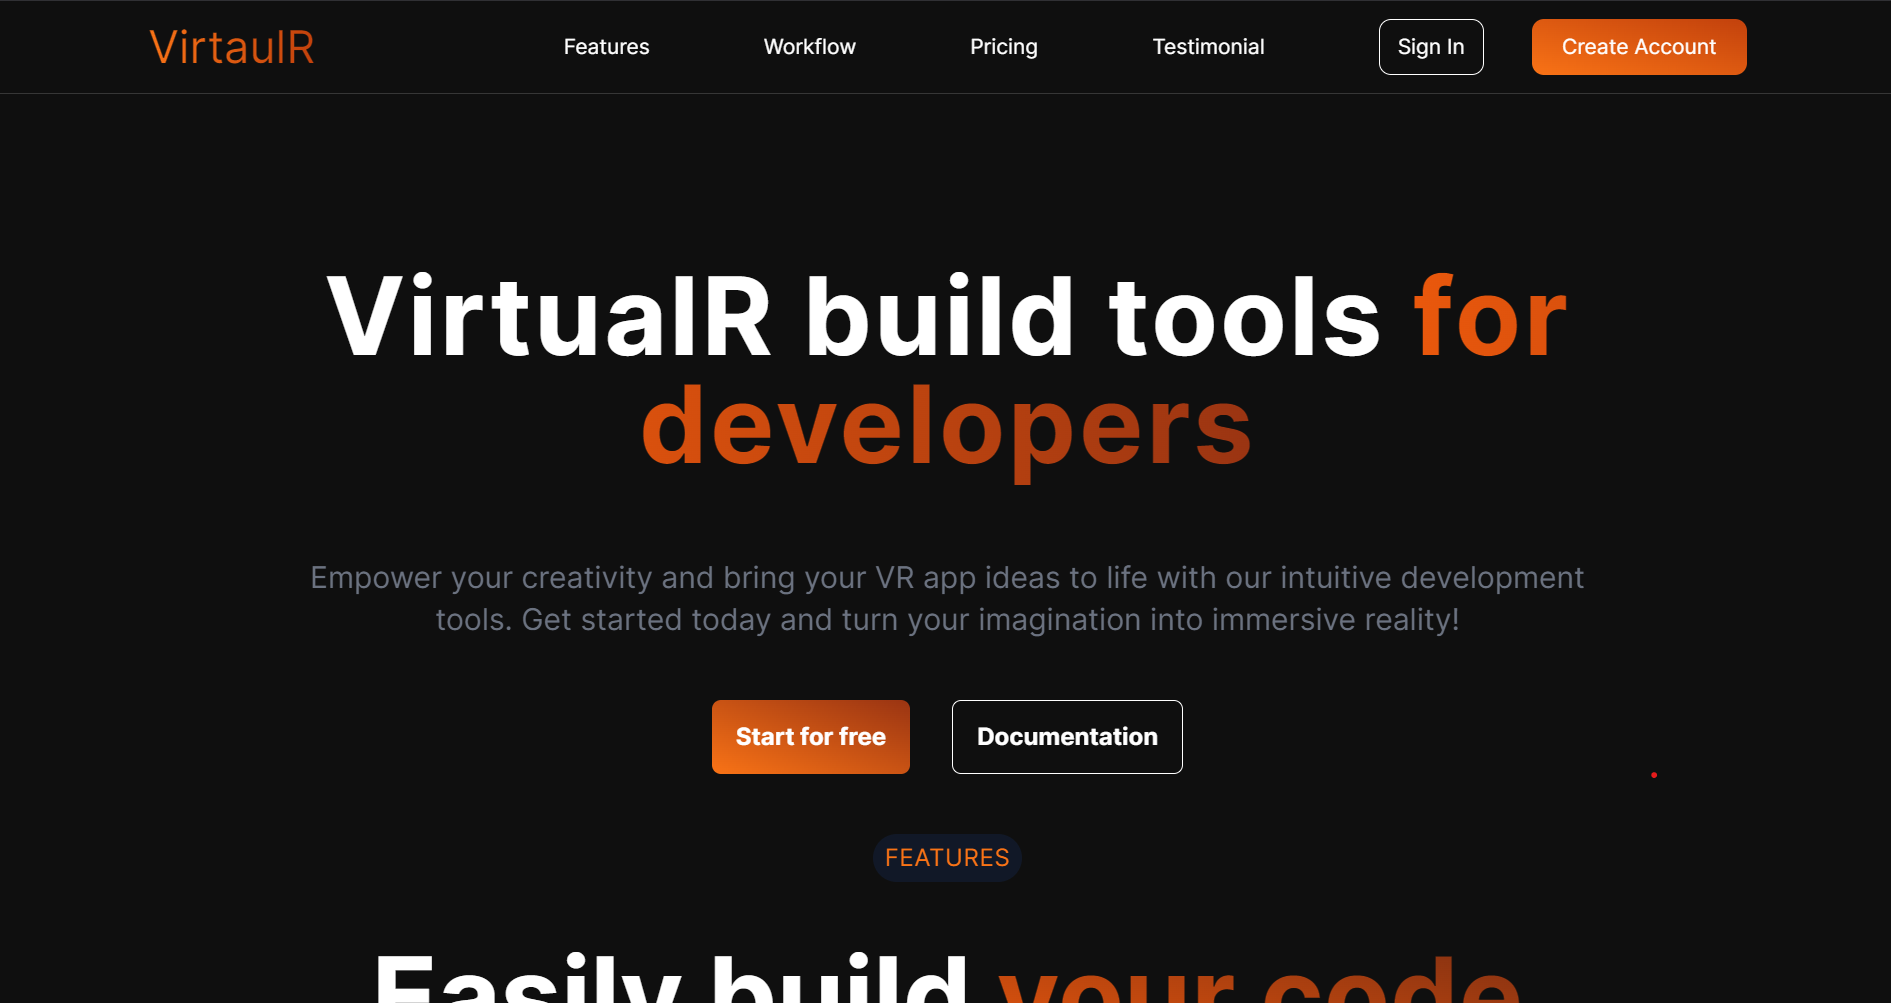 VirtaulR
Features
Workflow
Pricing
Testimonial
Sign In
Create Account
VirtualR build tools for
developers
Empower your creativity and bring your VR app ideas to life with our intuitive development
tools. Get started today and turn your imagination into immersive reality!
Start for free
Documentation
FEATURES
Easily build your code